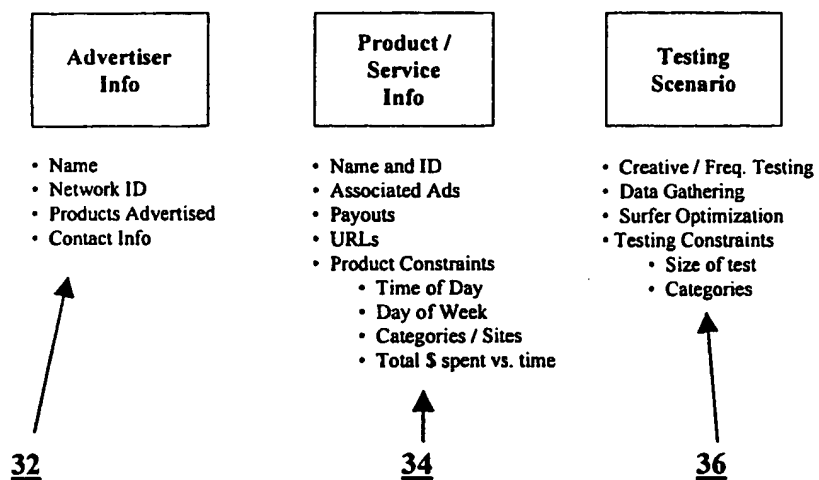 Advertiser
Info
• Name
• Network ID
• Products Advertised
• Contact Info
32
Product /
Service
Info
• Name and ID
• Associated Ads
• Payouts
• URLs
• Product Constraints
• Time of Day
• Day of Week
• Categories / Sites
• Total $ spent vs. time
34
Testing
Scenario
• Creative / Freq. Testing
• Data Gathering
• Surfer Optimization
• Testing Constraints
• Size of test
• Categories
36